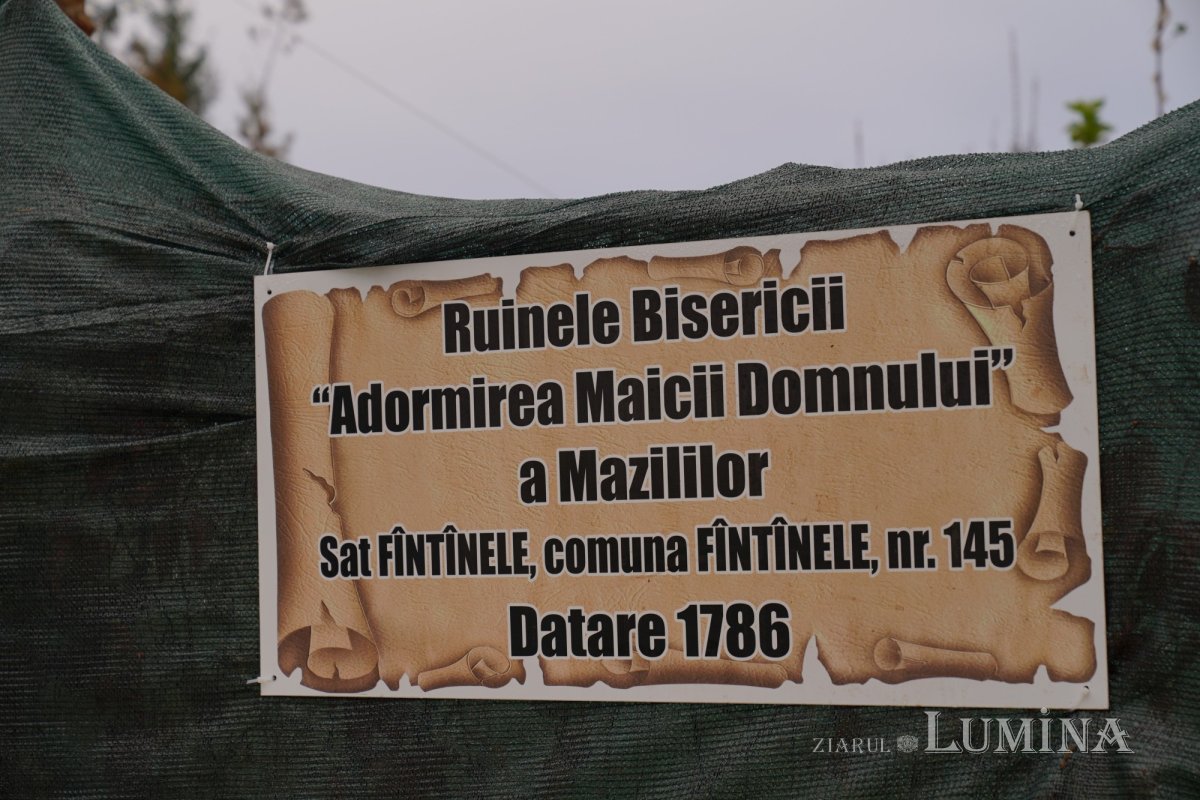 Ruinele Bisericii
“Adormirea Maicii Domnului”
a Mazililor
Sat FÎNTÎNELE, comuna FÎNTÎNELE, nr. 145
Datare 1786
ZIARUL LUMINA